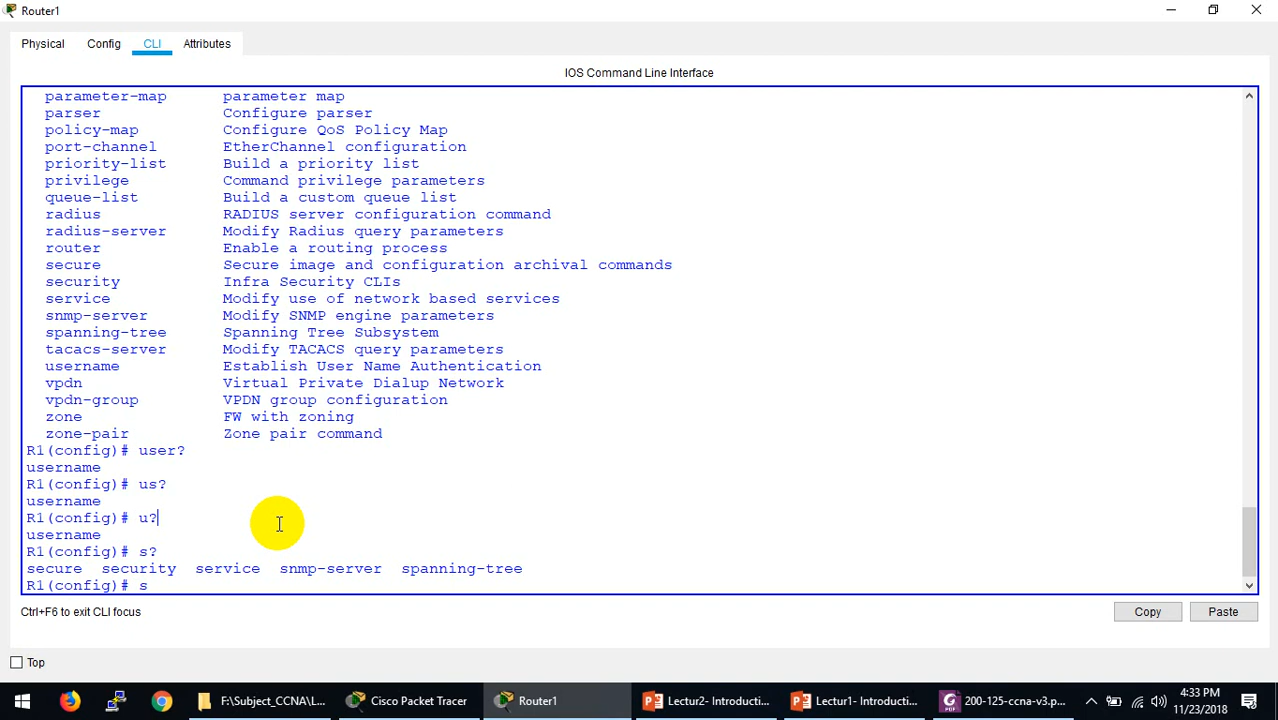 Router1
Physical Config CLI Attributes
IOS Command Line Interface
parameter-map parameter map
parser Configure parser
policy-map Configure QoS Policy Map
port-channel EtherChannel configuration
priority-list Build a priority list
privilege Command privilege parameters
queue-list Build a custom queue list
radius RADIUS server configuration command
radius-server Modify Radius query parameters
router Enable a routing process
secure Secure image and configuration archival commands
security Infra Security CLIs
service Modify use of network based services
snmp-server Modify SNMP engine parameters
spanning-tree Spanning Tree Subsystem
tacacs-server Modify TACACS query parameters
username Establish User Name Authentication
vpdn Virtual Private Dialup Network
vpdn-group VPDN group configuration
zone FW with zoning
zone-pair Zone pair command
R1(config)# user?
username
R1(config)# us?
username
R1(config)# u?
username
R1(config)# s?
secure security service snmp-server spanning-tree
R1(config)# s
Ctrl+F6 to exit CLI focus
Copy Paste
Top
F:\Subject_CCNA\L... Cisco Packet Tracer Router1 Lectur2- Introducti... Lectur1- Introducti... 200-125-ccna-v3.p...
4:33 PM
11/23/2018